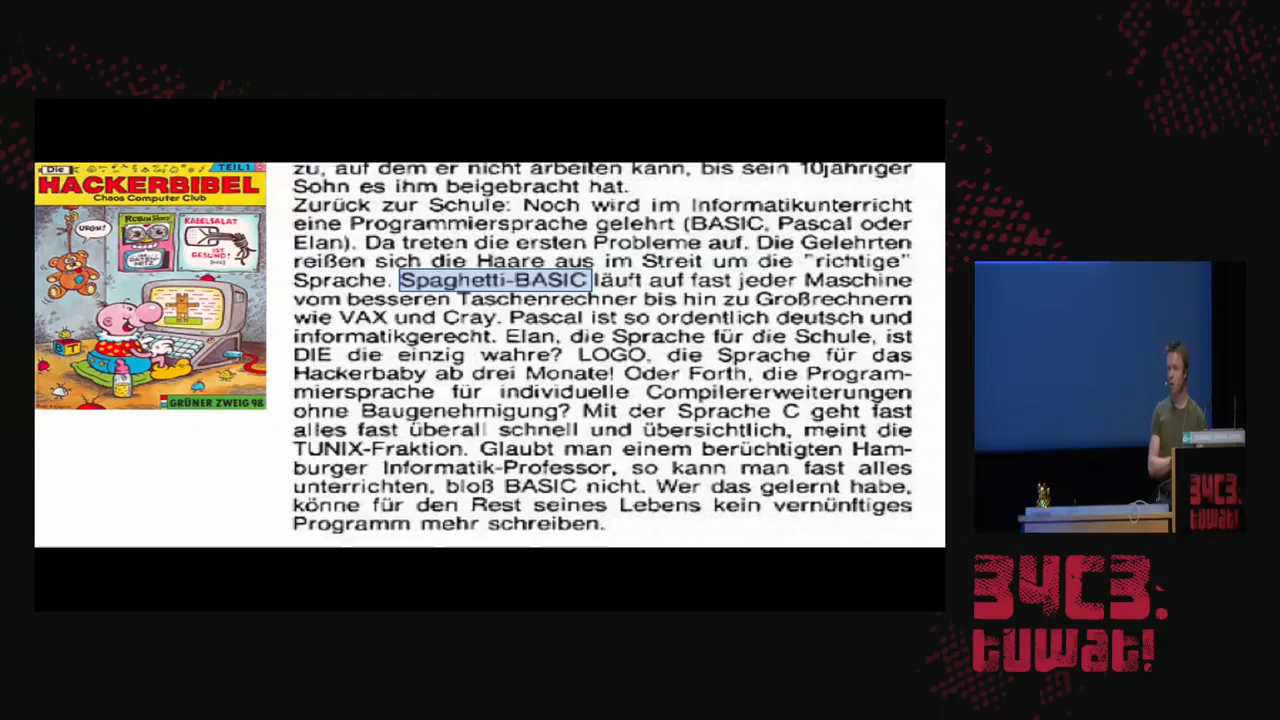 Die
TEIL 1
HACKERBIBEL
Chaos Computer Club
URGH!
ROBIN HOOD
IM
DATEN
NETZ
KABELSALAT
IST
GESUND!
GRÜNER ZWEIG 98
zu, auf dem er nicht arbeiten kann, bis sein 10jähriger
Sohn es ihm beigebracht hat.
Zurück zur Schule: Noch wird im Informatikunterricht
eine Programmiersprache gelehrt (BASIC, Pascal oder
Elan). Da treten die ersten Probleme auf. Die Gelehrten
reißen sich die Haare aus im Streit um die "richtige"
Sprache. Spaghetti-BASIC läuft auf fast jeder Maschine
vom besseren Taschenrechner bis hin zu Großrechnern
wie VAX und Cray. Pascal ist so ordentlich deutsch und
informatikgerecht. Elan, die Sprache für die Schule, ist
DIE die einzig wahre? LOGO, die Sprache für das
Hackerbaby ab drei Monate! Oder Forth, die Program-
miersprache für individuelle Compilererweiterungen
ohne Baugenehmigung? Mit der Sprache C geht fast
alles fast überall schnell und übersichtlich, meint die
TUNIX-Fraktion. Glaubt man einem berüchtigten Ham-
burger Informatik-Professor, so kann man fast alles
unterrichten, bloß BASIC nicht. Wer das gelernt habe,
könne für den Rest seines Lebens kein vernünftiges
Programm mehr schreiben.
34C3.
tuwat!
34C3.
tuwat!